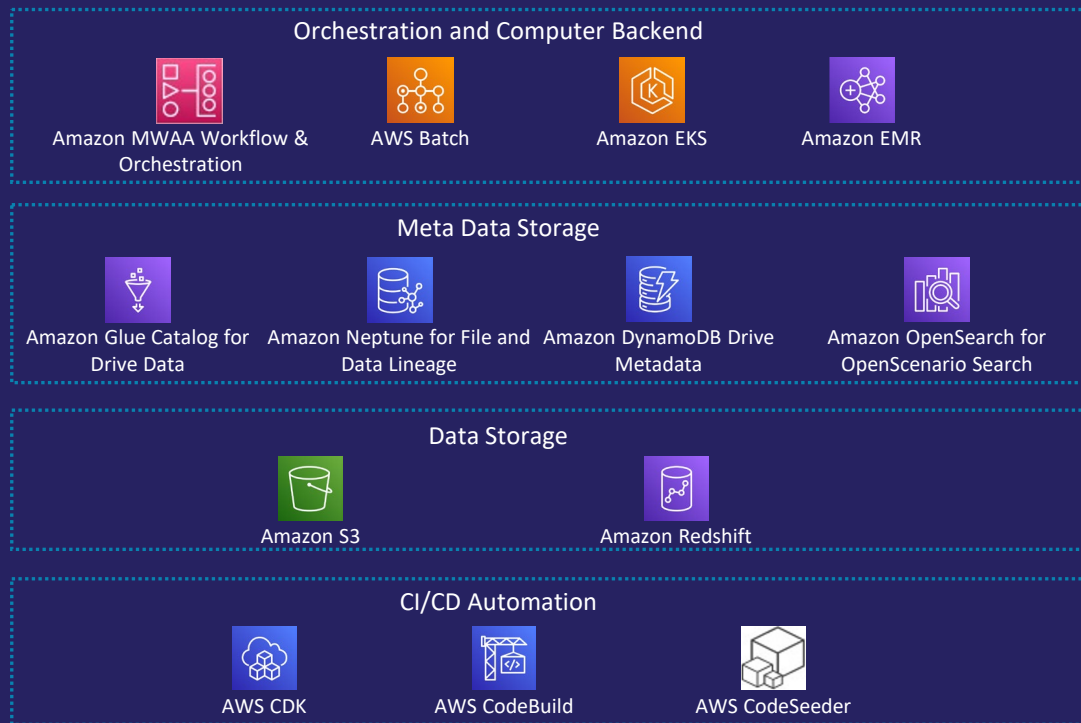 Orchestration and Computer Backend
Amazon MWAA Workflow &
Orchestration
AWS Batch
Amazon EKS
Amazon EMR
Meta Data Storage
Amazon Glue Catalog for
Drive Data
Amazon Neptune for File and
Data Lineage
Amazon DynamoDB Drive
Metadata
Amazon OpenSearch for
OpenScenario Search
Data Storage
Amazon S3
Amazon Redshift
CI/CD Automation
AWS CDK
AWS CodeBuild
AWS CodeSeeder